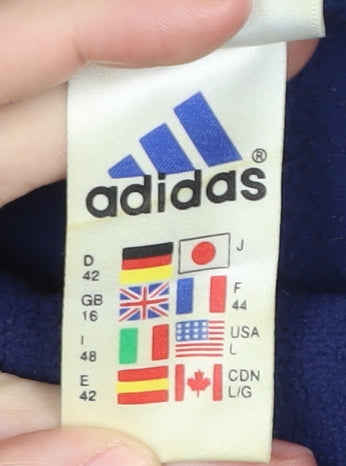 adidas®
D J
42
GB F
16 44
I USA
48 L
E CDN
42 L/G